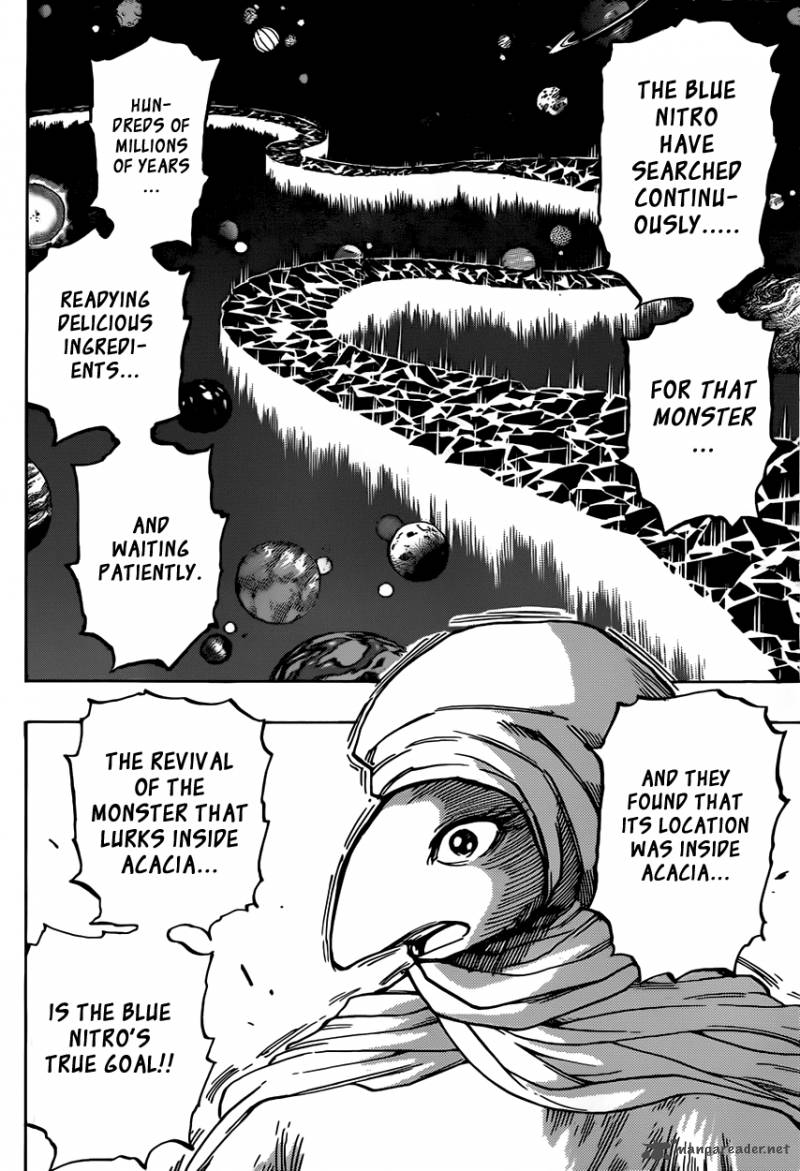 THE BLUE
NITRO
HAVE
SEARCHED
CONTINU-
OUSLY.....
FOR THAT
MONSTER
...
HUN-
DREDS OF
MILLIONS
OF YEARS
...
READYING
DELICIOUS
INGREDI-
ENTS...
AND
WAITING
PATIENTLY.
AND THEY
FOUND THAT
ITS LOCATION
WAS INSIDE
ACACIA...
THE REVIVAL
OF THE
MONSTER THAT
LURKS INSIDE
ACACIA...
IS THE BLUE
NITRO'S
TRUE GOAL!!
mangareader.net